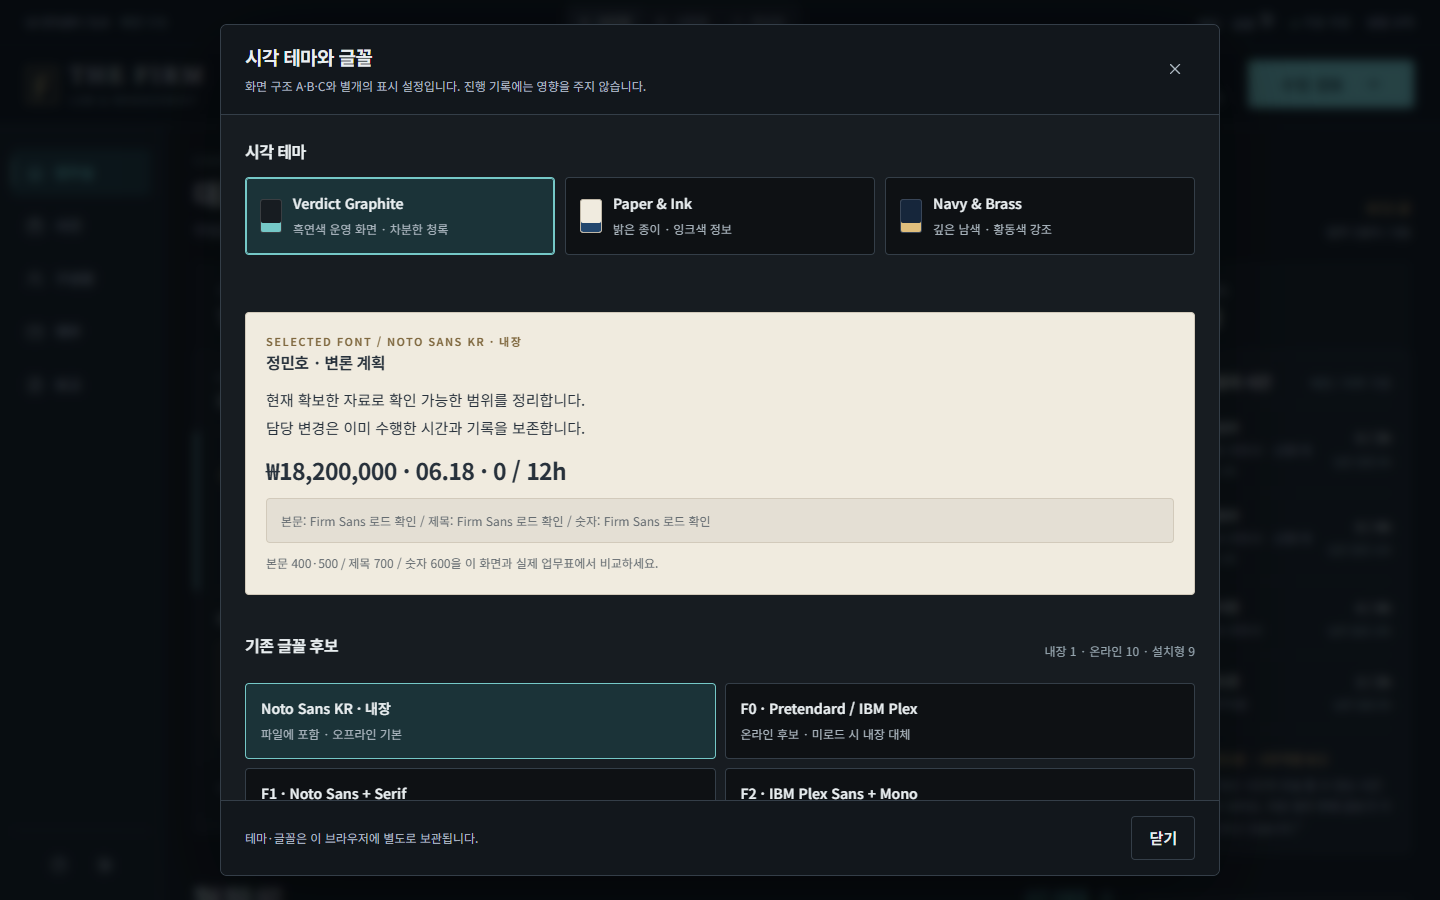 시각 테마와 글꼴
화면 구조 A·B·C와 별개의 표시 설정입니다. 진행 기록에는 영향을 주지 않습니다.
시각 테마
Verdict Graphite
흑연색 운영 화면 · 차분한 청록
Paper & Ink
밝은 종이 · 잉크색 정보
Navy & Brass
깊은 남색 · 황동색 강조
SELECTED FONT / NOTO SANS KR · 내장
정민호 · 변론 계획
현재 확보한 자료로 확인 가능한 범위를 정리합니다.
담당 변경은 이미 수행한 시간과 기록을 보존합니다.
₩18,200,000 · 06.18 · 0 / 12h
본문: Firm Sans 로드 확인 / 제목: Firm Sans 로드 확인 / 숫자: Firm Sans 로드 확인
본문 400·500 / 제목 700 / 숫자 600을 이 화면과 실제 업무표에서 비교하세요.
기존 글꼴 후보
내장 1 · 온라인 10 · 설치형 9
Noto Sans KR · 내장
파일에 포함 · 오프라인 기본
F0 · Pretendard / IBM Plex
온라인 후보 · 미로드 시 내장 대체
F1 · Noto Sans + Serif
F2 · IBM Plex Sans + Mono
테마·글꼴은 이 브라우저에 별도로 보관됩니다.
닫기
THE FIRM